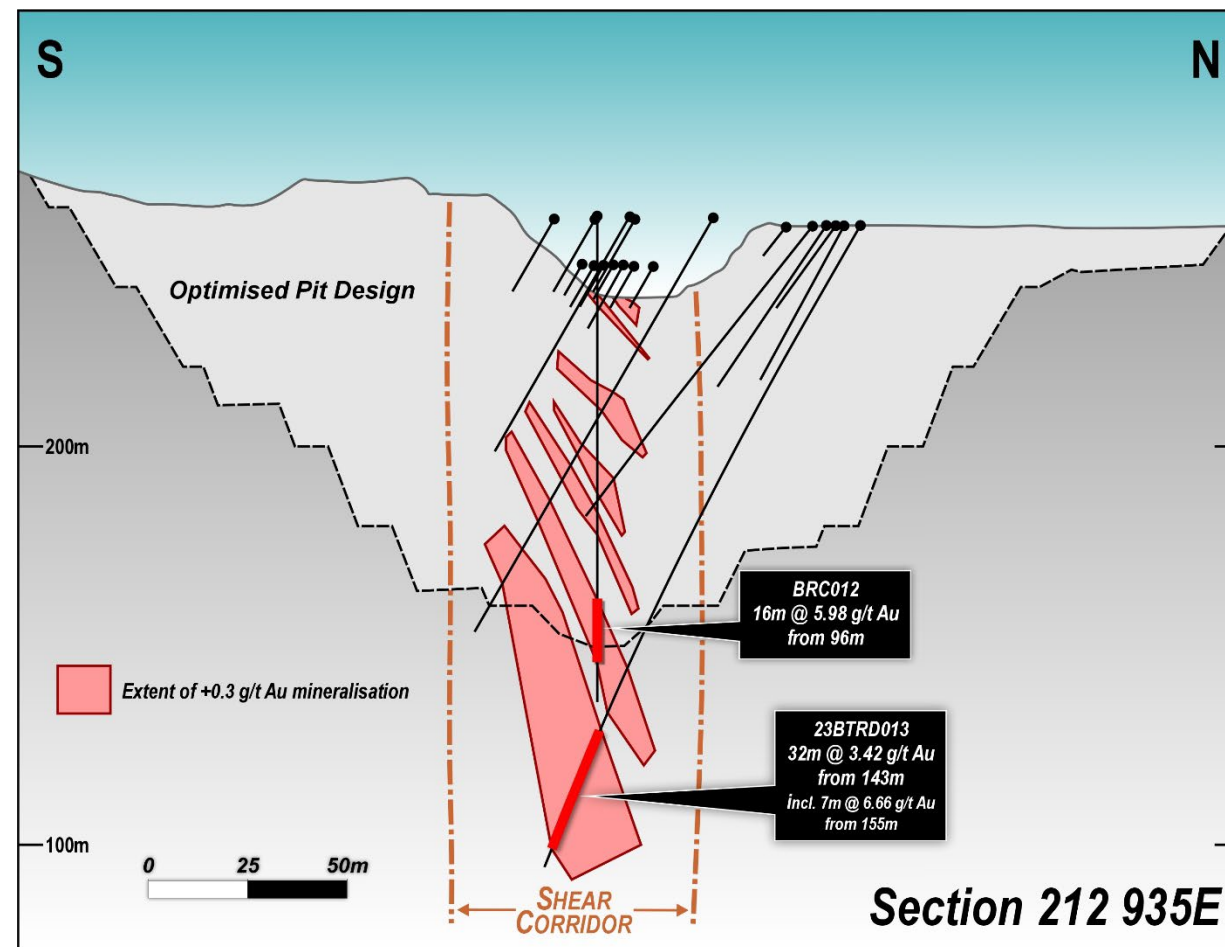 S
N
Optimised Pit Design
200m
BRC012
16m @ 5.98 g/t Au
from 96m
Extent of +0.3 g/t Au mineralisation
23BTRD013
32m @ 3.42 g/t Au
from 143m
incl. 7m @ 6.66 g/t Au
from 155m
100m
0 25 50m
SHEAR
CORRIDOR
Section 212 935E